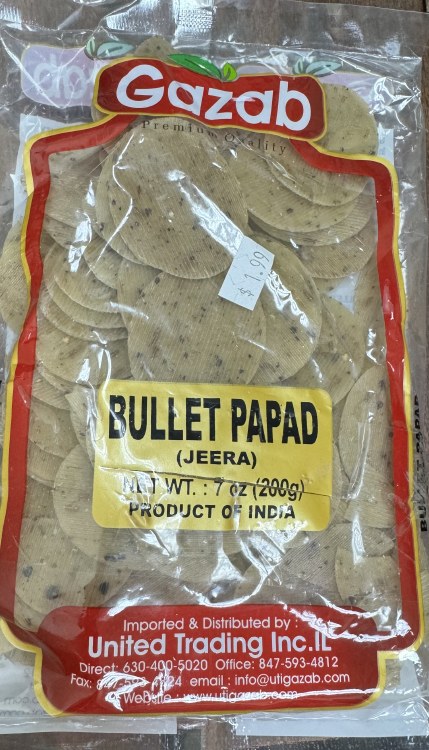 Gazab
Premium Quality
$1.99
BULLET PAPAD
(JEERA)
NET WT. : 7 oz (200g)
PRODUCT OF INDIA
Imported & Distributed by :
United Trading Inc.IL
Direct: 630-400-5020 Office: 847-593-4812
Fax: email : info@utigazab.com
Website : www.utigazab.com